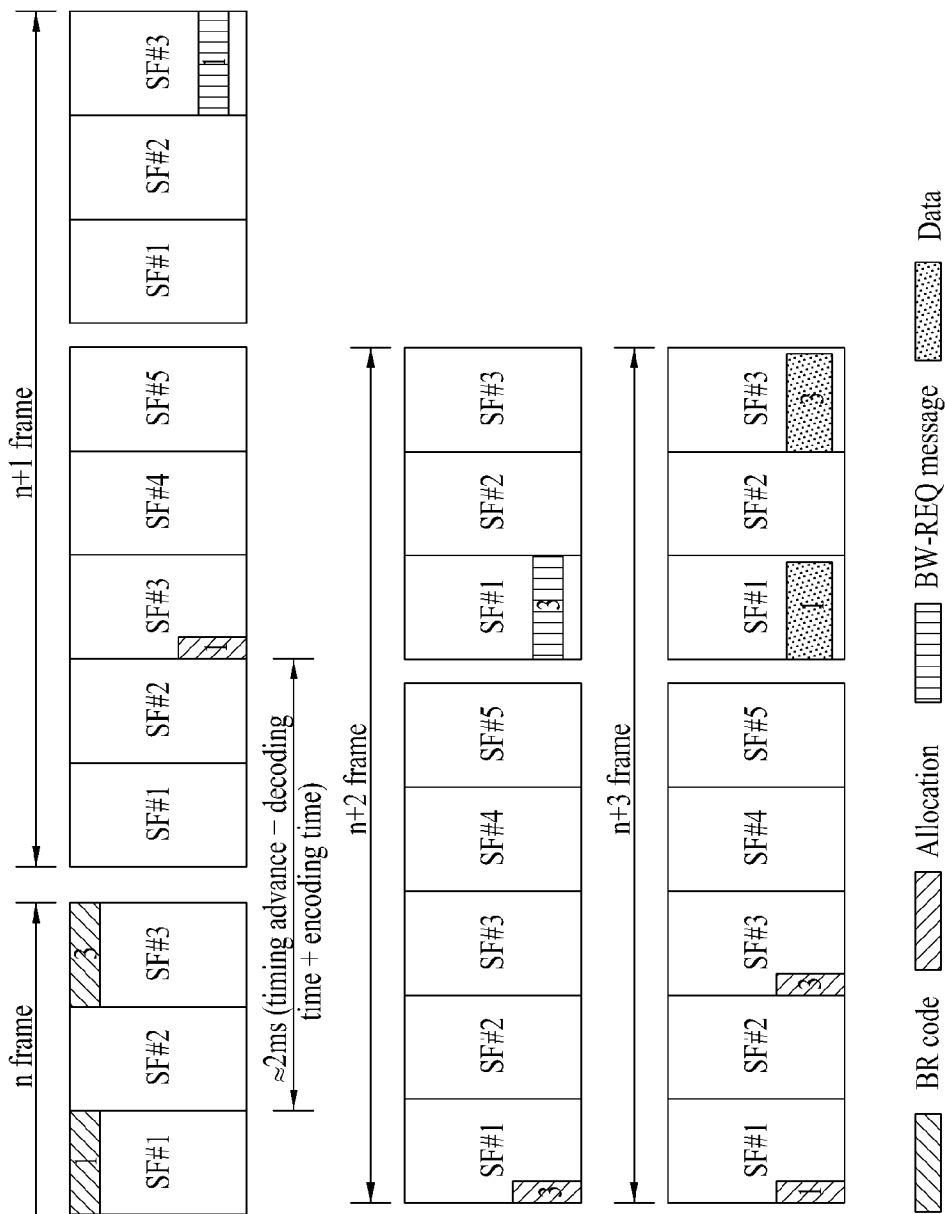 n frame
n+1 frame
1
3
SF#1
SF#2
SF#3
SF#1
SF#2
SF#3
SF#4
SF#5
SF#1
SF#2
SF#3
1
1
≈2ms (timing advance − decoding
time + encoding time)
n+2 frame
SF#1
SF#2
SF#3
SF#4
SF#5
SF#1
SF#2
SF#3
3
3
n+3 frame
SF#1
SF#2
SF#3
SF#4
SF#5
SF#1
SF#2
SF#3
1
3
1
3
BR code
Allocation
BW-REQ message
Data